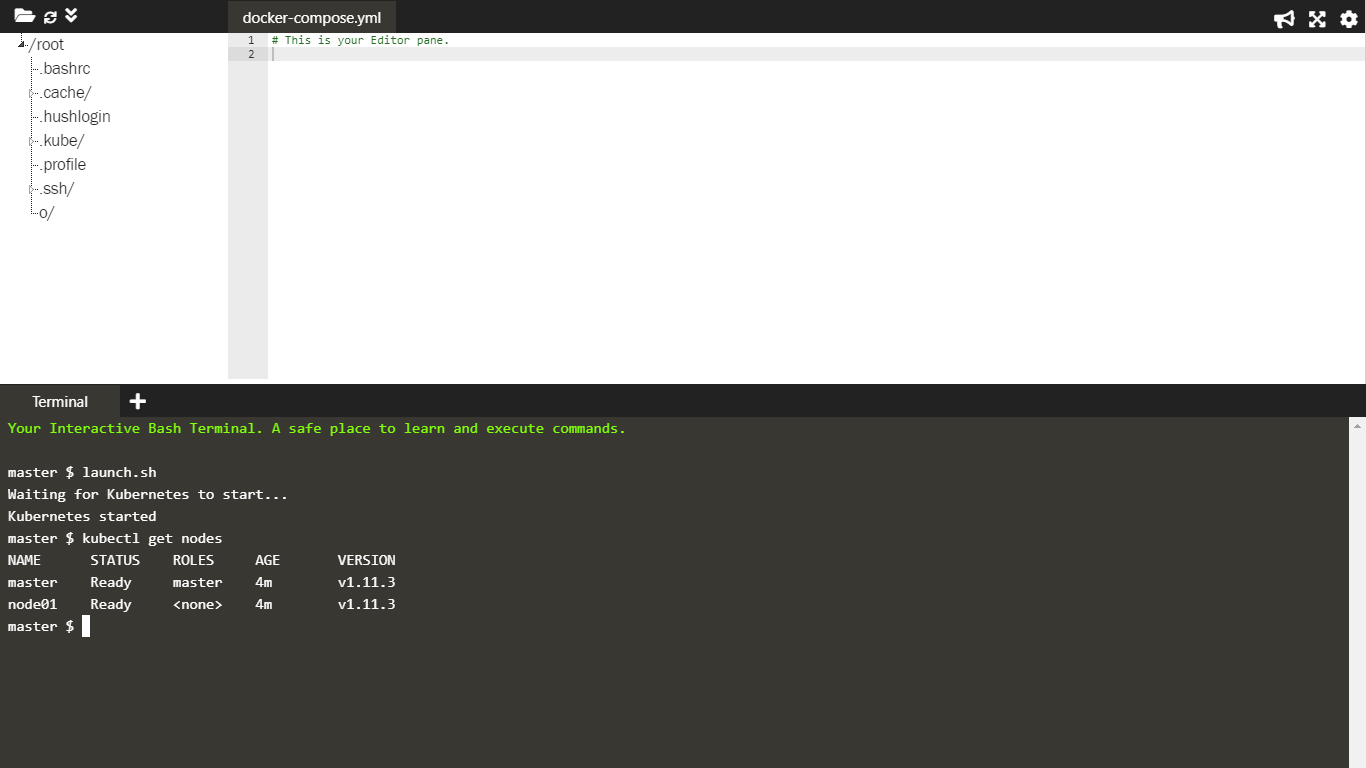 docker-compose.yml
/root
.bashrc
.cache/
.hushlogin
.kube/
.profile
.ssh/
o/
1 # This is your Editor pane.
2
Terminal
Your Interactive Bash Terminal. A safe place to learn and execute commands.
master $ launch.sh
Waiting for Kubernetes to start...
Kubernetes started
master $ kubectl get nodes
NAME STATUS ROLES AGE VERSION
master Ready master 4m v1.11.3
node01 Ready <none> 4m v1.11.3
master $